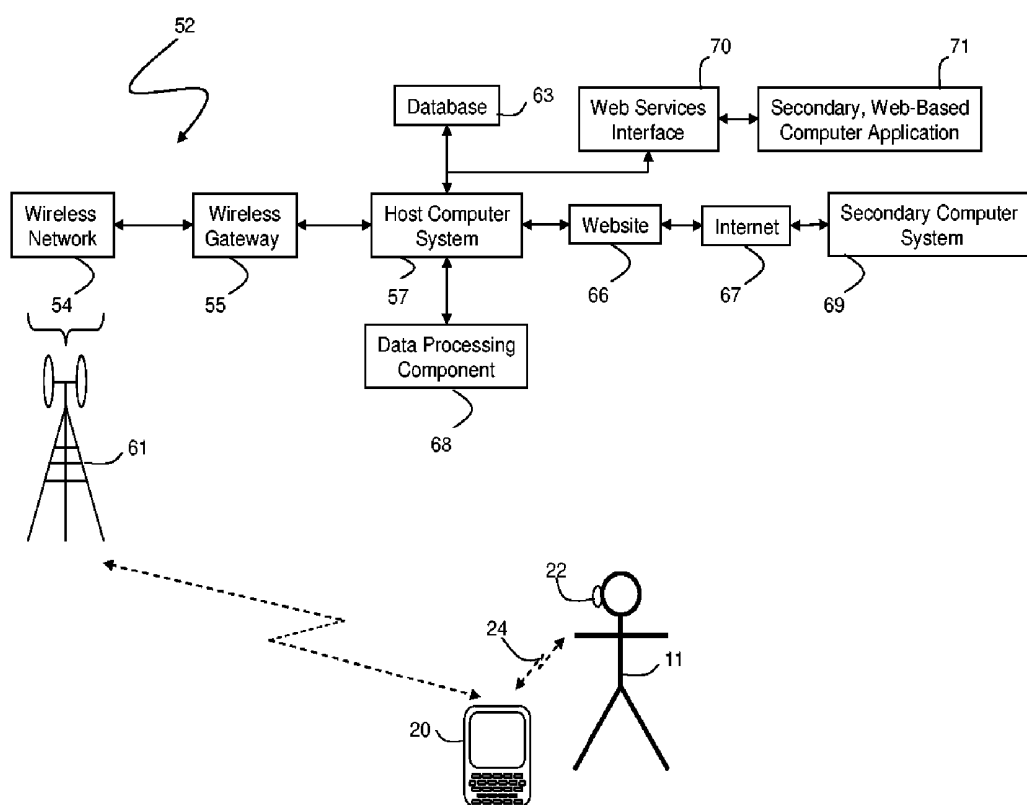 52
70
71
Database
63
Web Services
Interface
Secondary, Web-Based
Computer Application
Wireless
Network
Wireless
Gateway
Host Computer
System
Website
Internet
Secondary Computer
System
54
55
57
66
67
69
Data Processing
Component
68
61
22
24
11
20